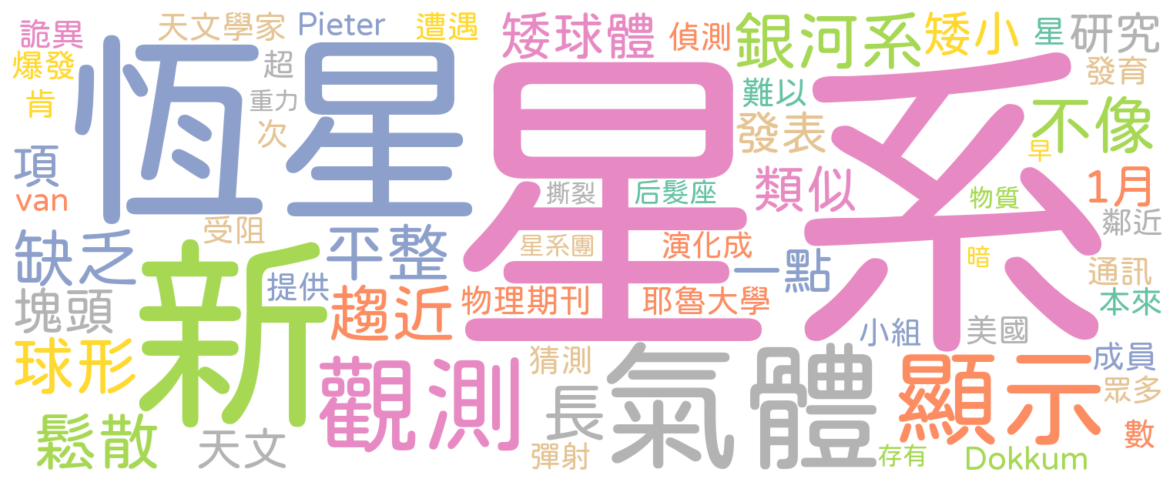 詭異
天文學家
Pieter
遭遇
矮球體
偵測
銀河系
矮小
星
研究
爆發
超
恆星
星系
肯
重力
難以
發育
次
發表
不像
早
項
撕裂
后髮座
類似
物質
1月
van
受阻
鄰近
缺乏
平整
星系團
演化成
一點
暗
新
提供
通訊
塊頭
趨近
物理期刊
耶魯大學
本來
小組
美國
球形
觀測
猜測
氣體
顯示
成員
長
眾多
鬆散
天文
彈射
存有
Dokkum
數